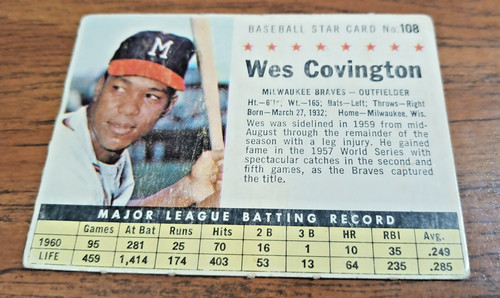 BASEBALL STAR CARD No. 108
M
Wes Covington
MILWAUKEE BRAVES — OUTFIELDER
Ht.—6'1"; Wt.—165; Bats—Left; Throws—Right
Born—March 27, 1932; Home—Milwaukee, Wis.
Wes was sidelined in 1959 from mid-
August through the remainder of the
season with a leg injury. He gained
fame in the 1957 World Series with
spectacular catches in the second and
fifth games, as the Braves captured
the title.
MAJOR LEAGUE BATTING RECORD
Games At Bat Runs Hits 2 B 3 B HR RBI Avg.
1960 95 281 25 70 16 1 10 35 .249
LIFE 459 1,414 174 403 53 13 64 235 .285